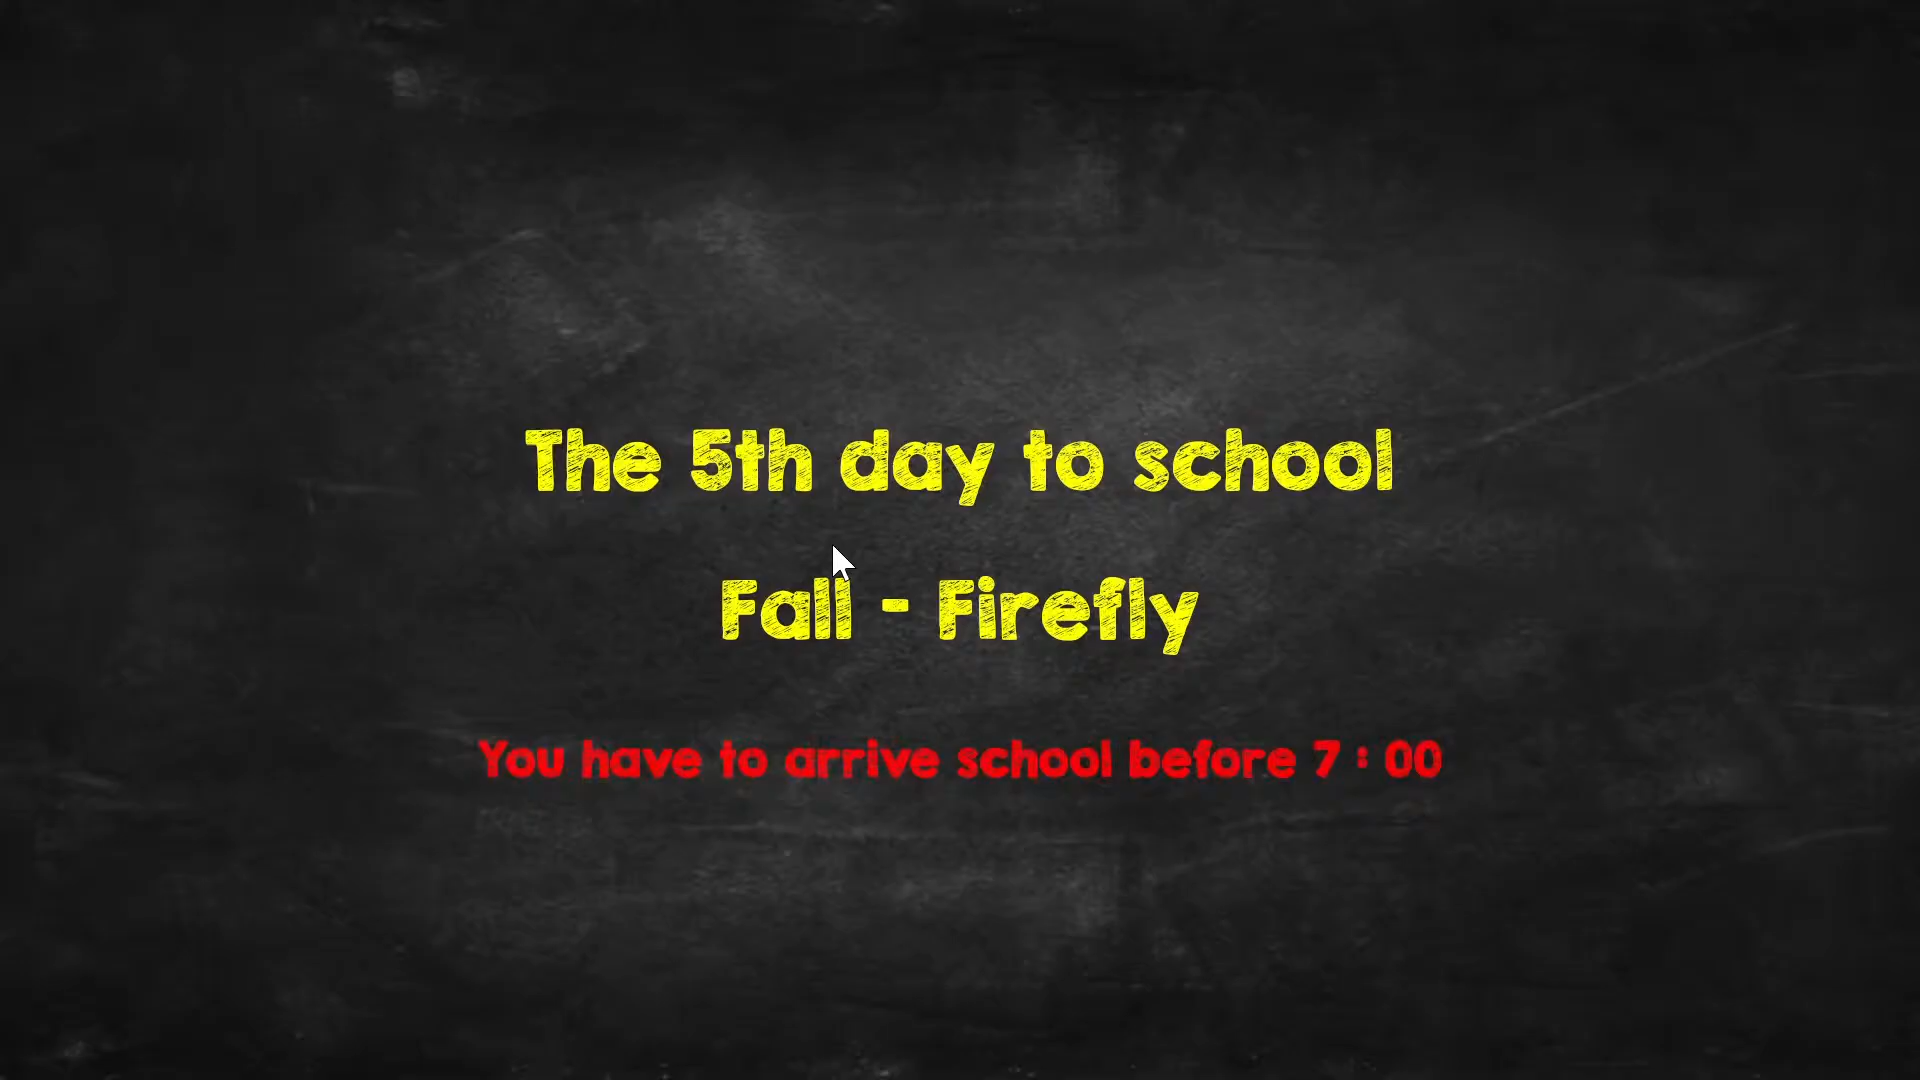 The 5th day to school
Fall - Firefly
You have to arrive school before 7 : 00